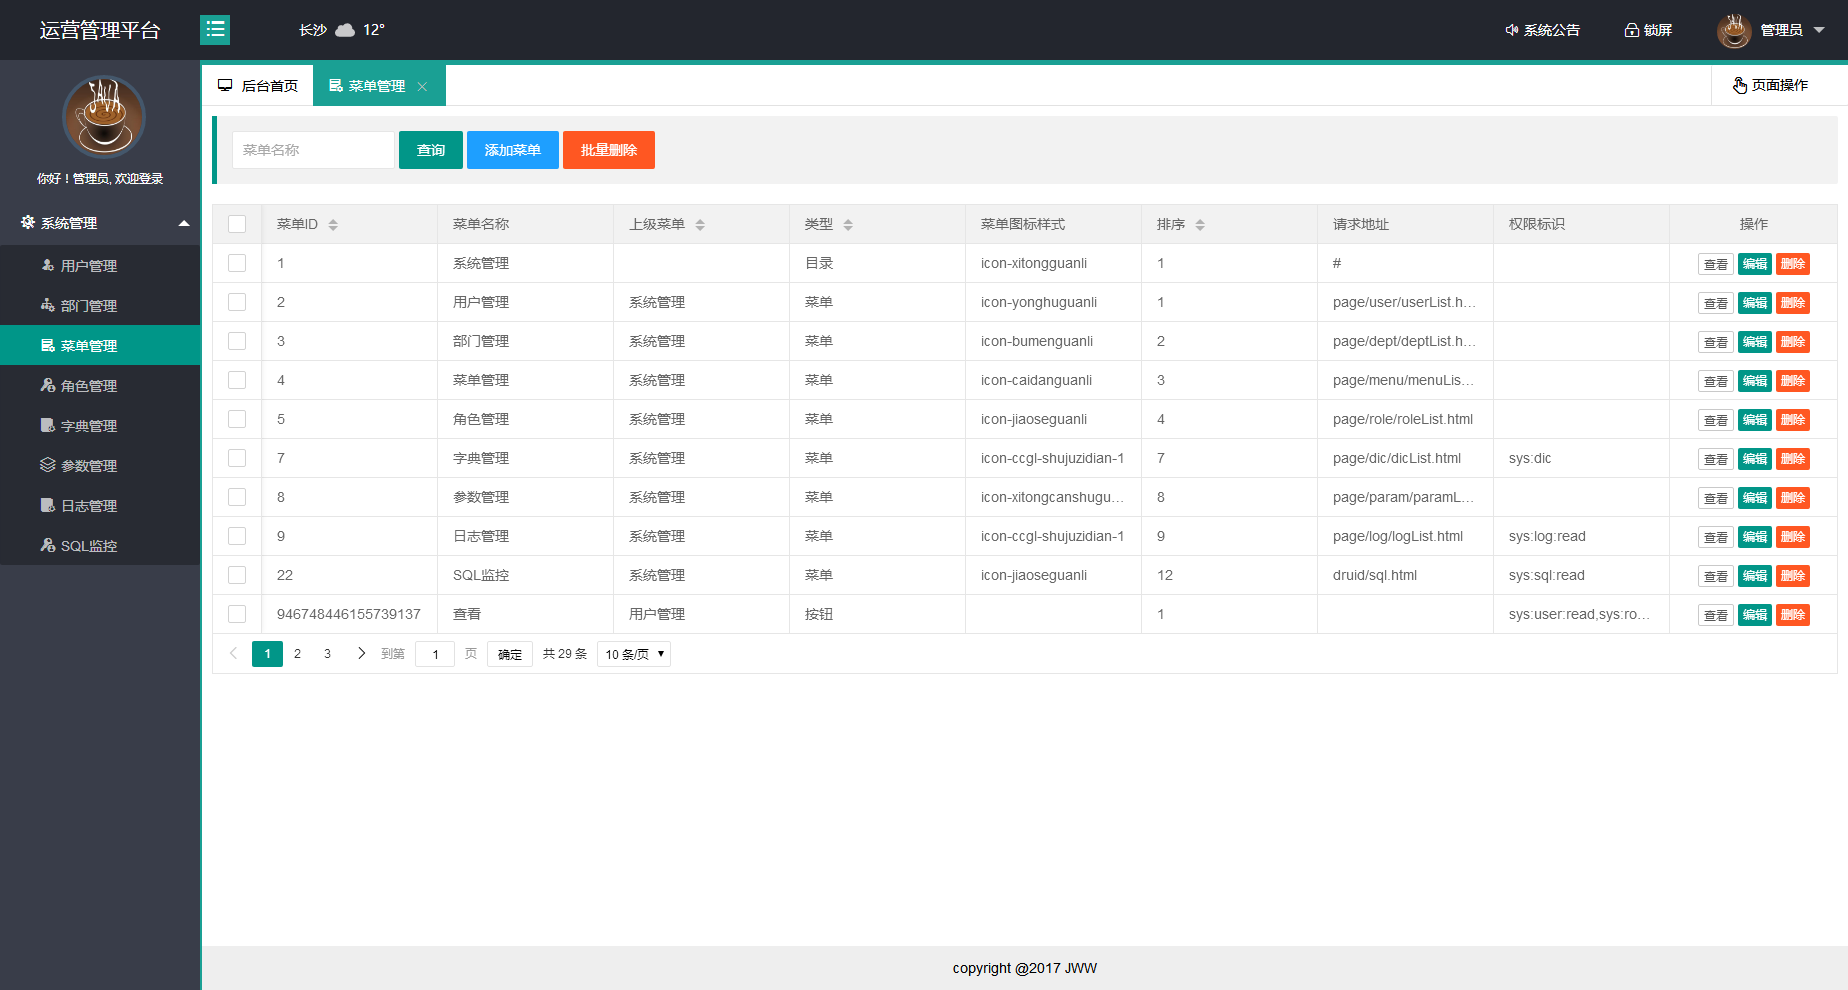 运营管理平台
长沙 12°
系统公告
锁屏
管理员
你好！管理员, 欢迎登录
系统管理
用户管理
部门管理
菜单管理
角色管理
字典管理
参数管理
日志管理
SQL监控
后台首页
菜单管理
页面操作
菜单名称 查询 添加菜单 批量删除
菜单ID 菜单名称 上级菜单 类型 菜单图标样式 排序 请求地址 权限标识 操作
1 系统管理 目录 icon-xitongguanli 1 # 查看 编辑 删除
2 用户管理 系统管理 菜单 icon-yonghuguanli 1 page/user/userList.h... 查看 编辑 删除
3 部门管理 系统管理 菜单 icon-bumenguanli 2 page/dept/deptList.h... 查看 编辑 删除
4 菜单管理 系统管理 菜单 icon-caidanguanli 3 page/menu/menuLis... 查看 编辑 删除
5 角色管理 系统管理 菜单 icon-jiaoseguanli 4 page/role/roleList.html 查看 编辑 删除
7 字典管理 系统管理 菜单 icon-ccgl-shujuzidian-1 7 page/dic/dicList.html sys:dic 查看 编辑 删除
8 参数管理 系统管理 菜单 icon-xitongcanshugu... 8 page/param/paramL... 查看 编辑 删除
9 日志管理 系统管理 菜单 icon-ccgl-shujuzidian-1 9 page/log/logList.html sys:log:read 查看 编辑 删除
22 SQL监控 系统管理 菜单 icon-jiaoseguanli 12 druid/sql.html sys:sql:read 查看 编辑 删除
946748446155739137 查看 用户管理 按钮 1 sys:user:read,sys:ro... 查看 编辑 删除
1 2 3 到第 1 页 确定 共 29 条 10 条/页
copyright @2017 JWW